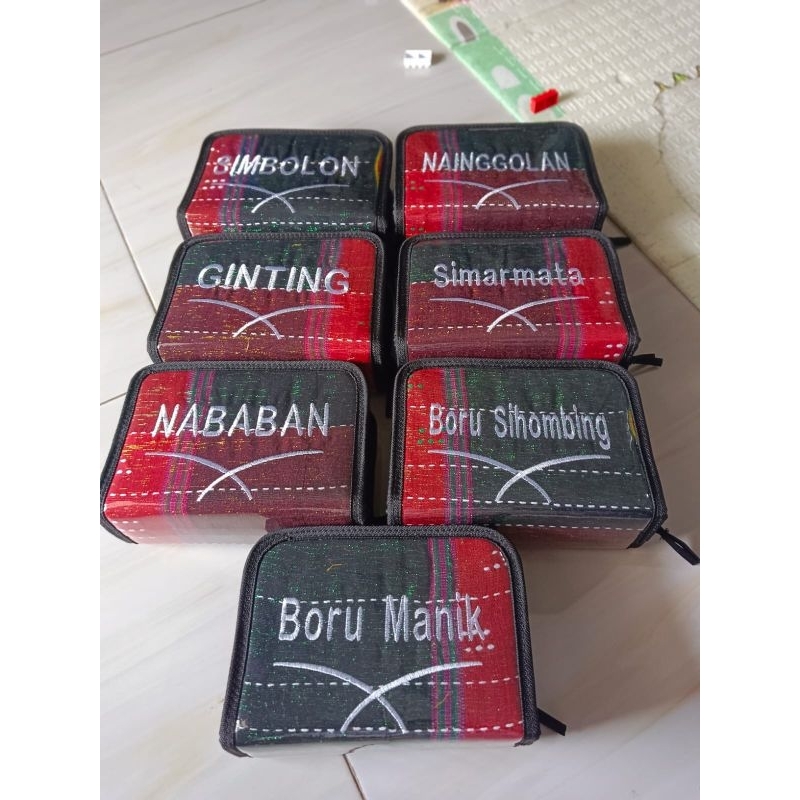 SIMBOLON
NAINGGOLAN
GINTING
Simarmata
NABABAN
Boru Sihombing
Boru Manik